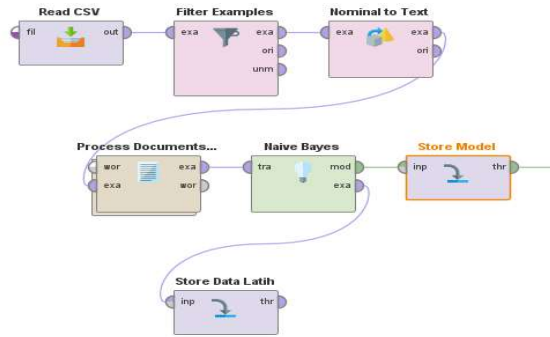 Read CSV
fil out
Filter Examples
exa exa
ori
unm
Nominal to Text
exa exa
ori
Process Documents...
wor exa
exa wor
Naive Bayes
tra mod
exa
Store Model
inp thr
Store Data Latih
inp thr